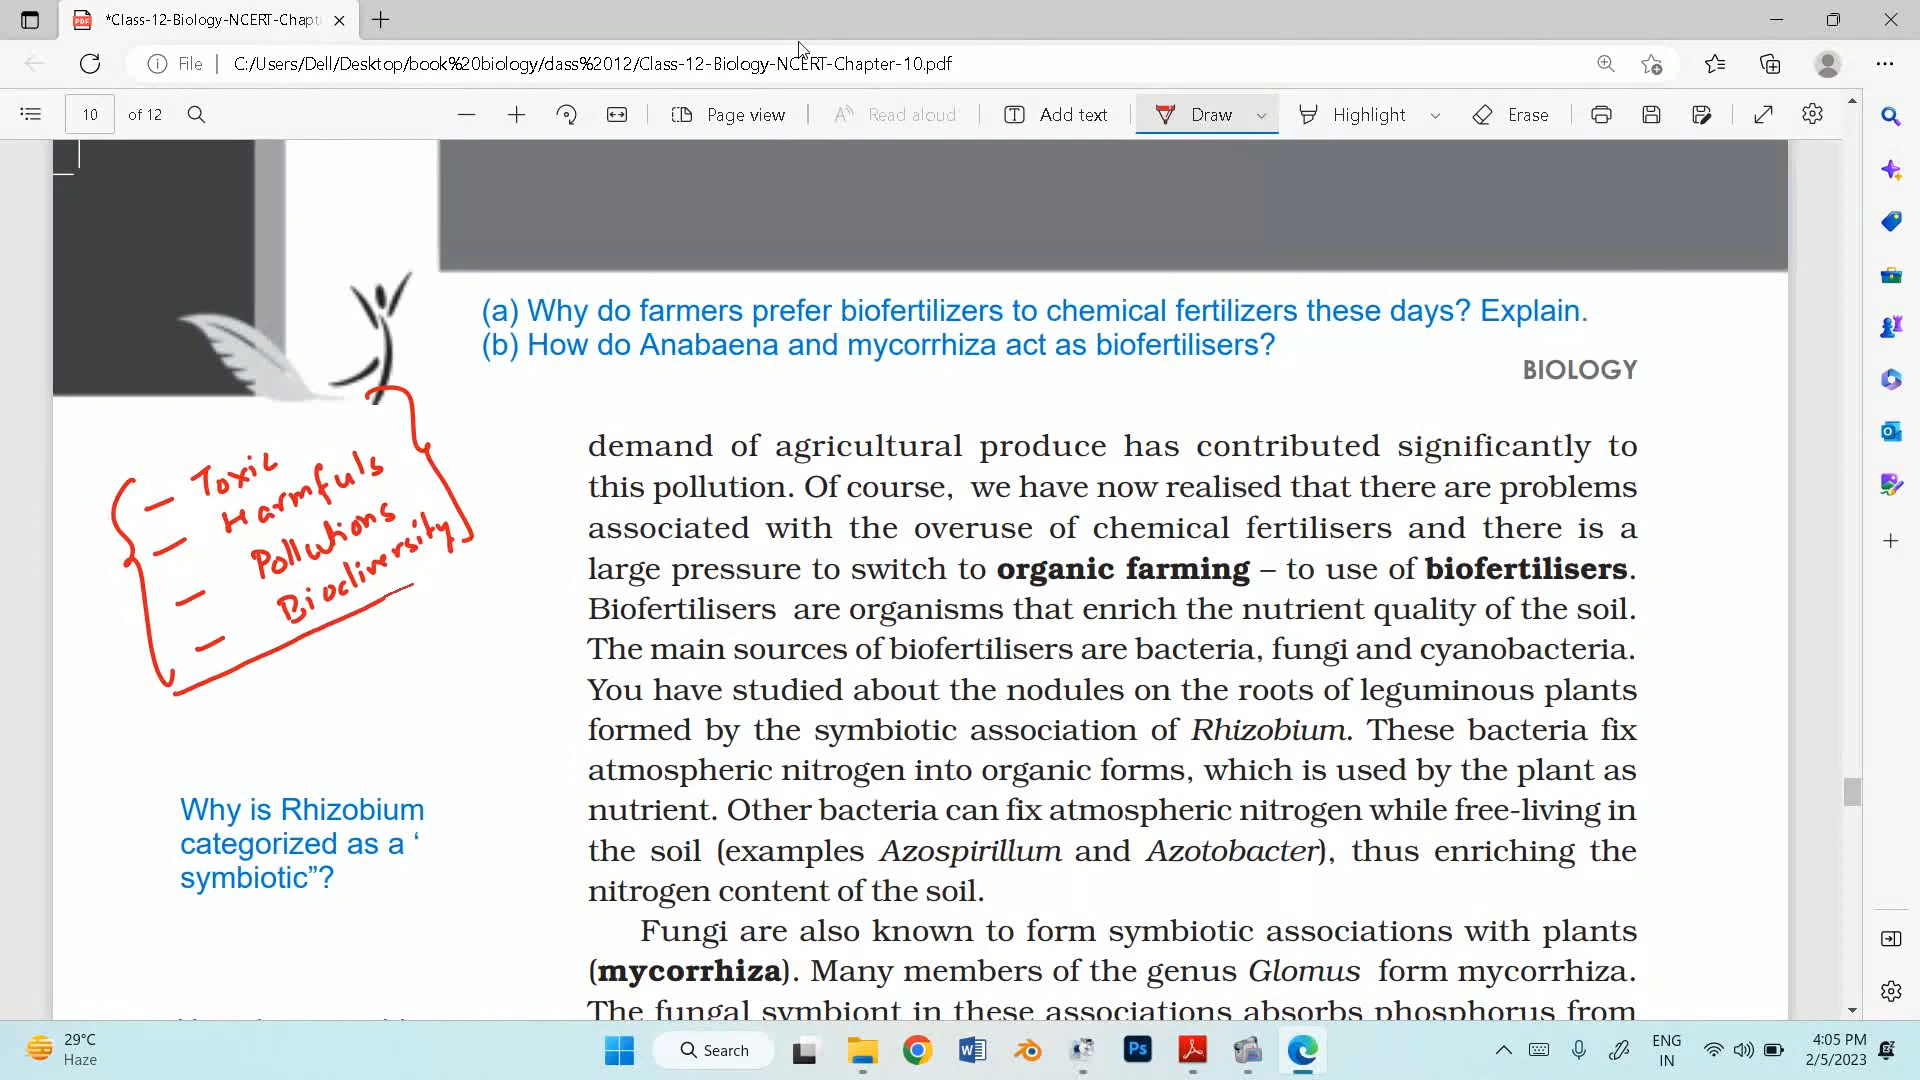 *Class-12-Biology-NCERT-Chapt
File
C:/Users/Dell/Desktop/book%20biology/class%2012/Class-12-Biology-NCERT-Chapter-10.pdf
10 of 12
Page view
Read aloud
Add text
Draw
Highlight
Erase
(a) Why do farmers prefer biofertilizers to chemical fertilizers these days? Explain.
(b) How do Anabaena and mycorrhiza act as biofertilisers?
BIOLOGY
- Toxic
- Harmfuls
- Pollutions
- Biodiversity
demand of agricultural produce has contributed significantly to
this pollution. Of course, we have now realised that there are problems
associated with the overuse of chemical fertilisers and there is a
large pressure to switch to organic farming – to use of biofertilisers.
Biofertilisers are organisms that enrich the nutrient quality of the soil.
The main sources of biofertilisers are bacteria, fungi and cyanobacteria.
You have studied about the nodules on the roots of leguminous plants
formed by the symbiotic association of Rhizobium. These bacteria fix
atmospheric nitrogen into organic forms, which is used by the plant as
nutrient. Other bacteria can fix atmospheric nitrogen while free-living in
the soil (examples Azospirillum and Azotobacter), thus enriching the
nitrogen content of the soil.
Fungi are also known to form symbiotic associations with plants
(mycorrhiza). Many members of the genus Glomus form mycorrhiza.
The fungal symbiont in these associations absorbs phosphorus from
Why is Rhizobium
categorized as a ‘
symbiotic”?
29°C
Haze
Search
Ps
ENG
IN
4:05 PM
2/5/2023